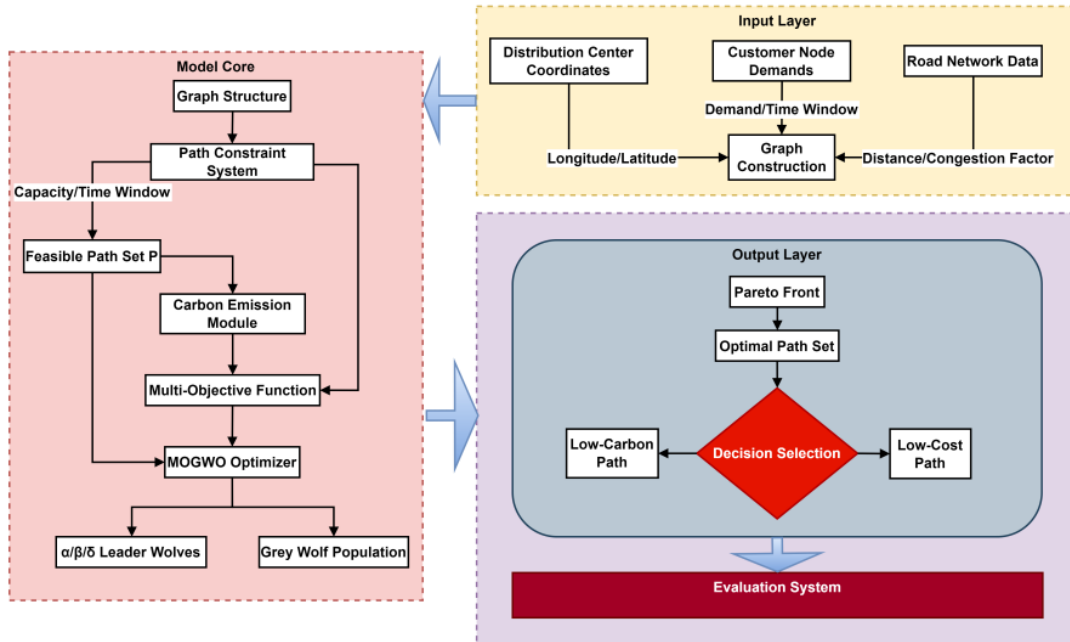 Input Layer
Distribution Center
Coordinates
Customer Node
Demands
Road Network Data
Demand/Time Window
Longitude/Latitude
Graph
Construction
Distance/Congestion Factor
Model Core
Graph Structure
Path Constraint
System
Capacity/Time Window
Feasible Path Set P
Carbon Emission
Module
Multi-Objective Function
MOGWO Optimizer
α/β/δ Leader Wolves
Grey Wolf Population
Output Layer
Pareto Front
Optimal Path Set
Low-Carbon
Path
Decision Selection
Low-Cost
Path
Evaluation System